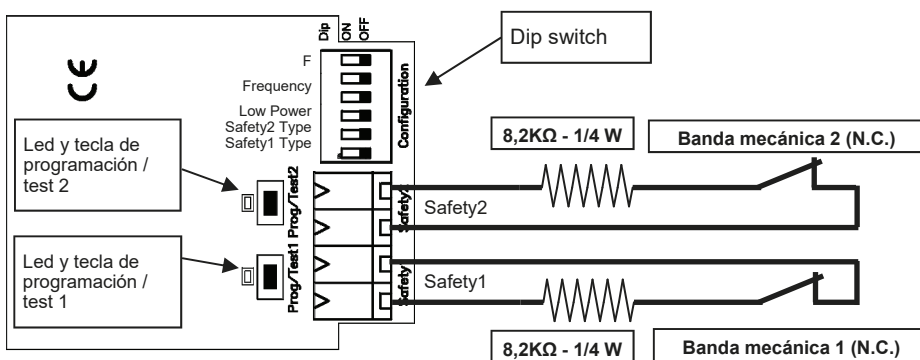 Dip
ON
OFF
Dip switch
F
Frequency
Low Power
Safety2 Type
Safety1 Type
Configuration
CE
Led y tecla de
programación /
test 2
Prog/Test2
8,2KΩ - 1/4 W
Banda mecánica 2 (N.C.)
Safety2
Safety2
Led y tecla de
programación /
test 1
Prog/Test1
Safety
Safety1
8,2KΩ - 1/4 W
Banda mecánica 1 (N.C.)